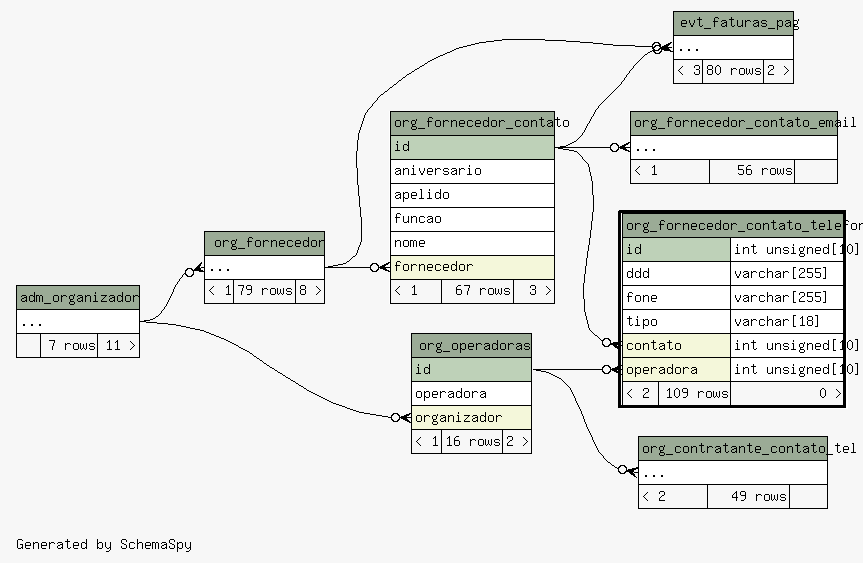 evt_faturas_pag
...
< 3 80 rows 2 >
org_fornecedor_contato
id
aniversario
apelido
funcao
nome
fornecedor
< 1 67 rows 3 >
org_fornecedor_contato_email
...
< 1 56 rows
org_fornecedor_contato_telefon
id int unsigned[10]
ddd varchar[255]
fone varchar[255]
tipo varchar[18]
contato int unsigned[10]
operadora int unsigned[10]
< 2 109 rows 0 >
org_fornecedor
...
< 1 79 rows 8 >
adm_organizador
...
7 rows 11 >
org_operadoras
id
operadora
organizador
< 1 16 rows 2 >
org_contratante_contato_tel
...
< 2 49 rows
Generated by SchemaSpy